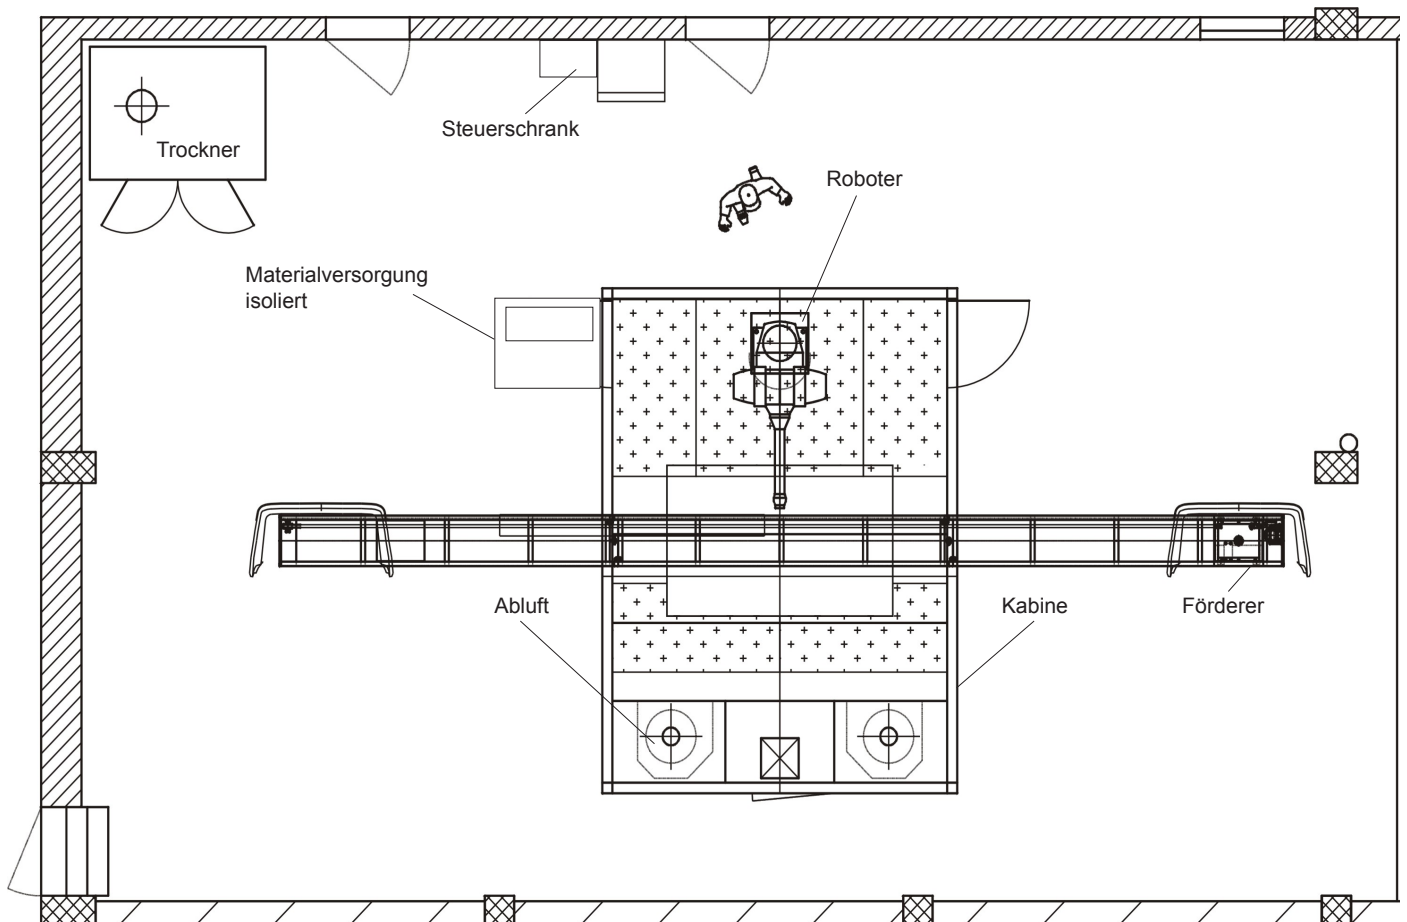 Steuerschrank
Trockner
Roboter
Materialversorgung
isoliert
Abluft
Kabine
Förderer